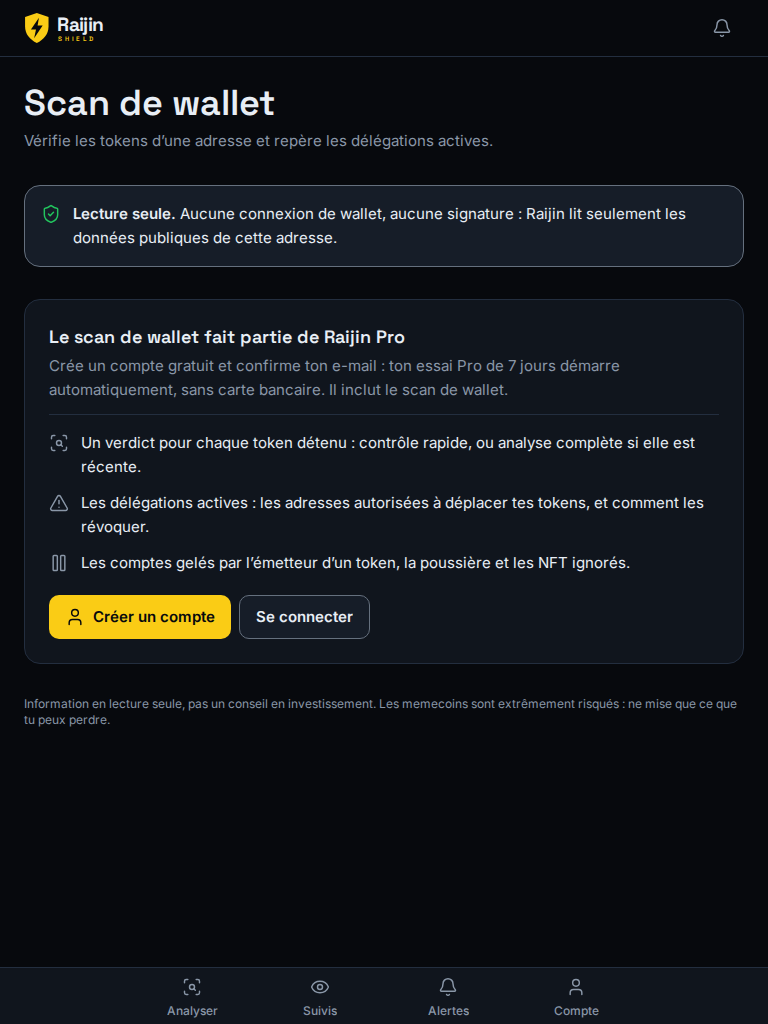 Raijin
SHIELD
Scan de wallet
Vérifie les tokens d’une adresse et repère les délégations actives.
Lecture seule. Aucune connexion de wallet, aucune signature : Raijin lit seulement les
données publiques de cette adresse.
Le scan de wallet fait partie de Raijin Pro
Crée un compte gratuit et confirme ton e-mail : ton essai Pro de 7 jours démarre
automatiquement, sans carte bancaire. Il inclut le scan de wallet.
Un verdict pour chaque token détenu : contrôle rapide, ou analyse complète si elle est
récente.
Les délégations actives : les adresses autorisées à déplacer tes tokens, et comment les
révoquer.
Les comptes gelés par l’émetteur d’un token, la poussière et les NFT ignorés.
Créer un compte
Se connecter
Information en lecture seule, pas un conseil en investissement. Les memecoins sont extrêmement risqués : ne mise que ce que
tu peux perdre.
Analyser
Suivis
Alertes
Compte